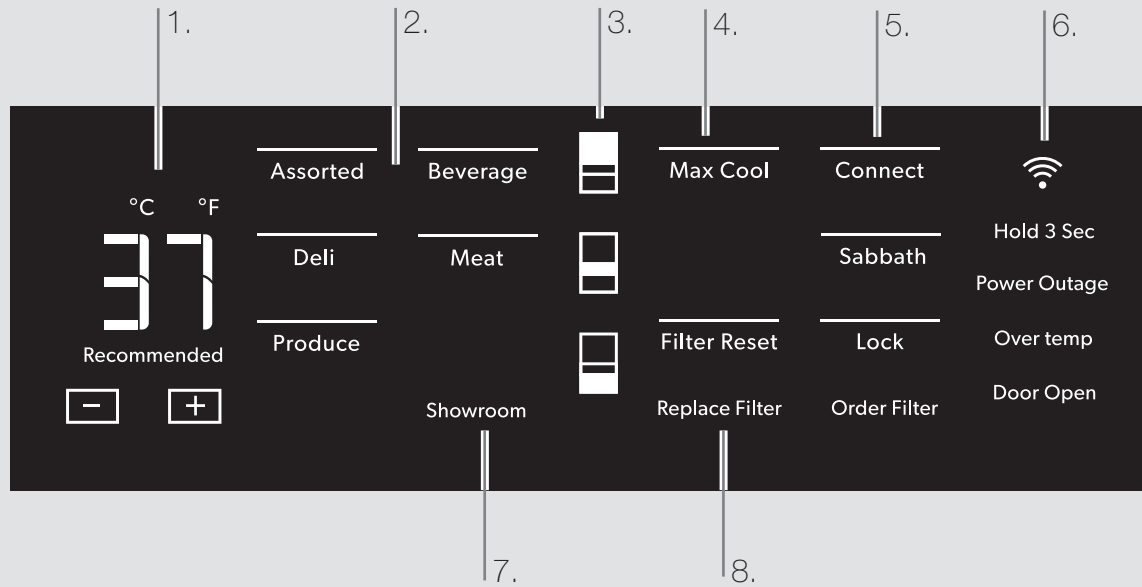 1. 2. 3. 4. 5. 6.
Assorted Beverage Max Cool Connect
°C °F
37
Hold 3 Sec
Deli Meat Sabbath
Power Outage
Produce Filter Reset Lock Over temp
Recommended
- +
Showroom Replace Filter Order Filter Door Open
7. 8.